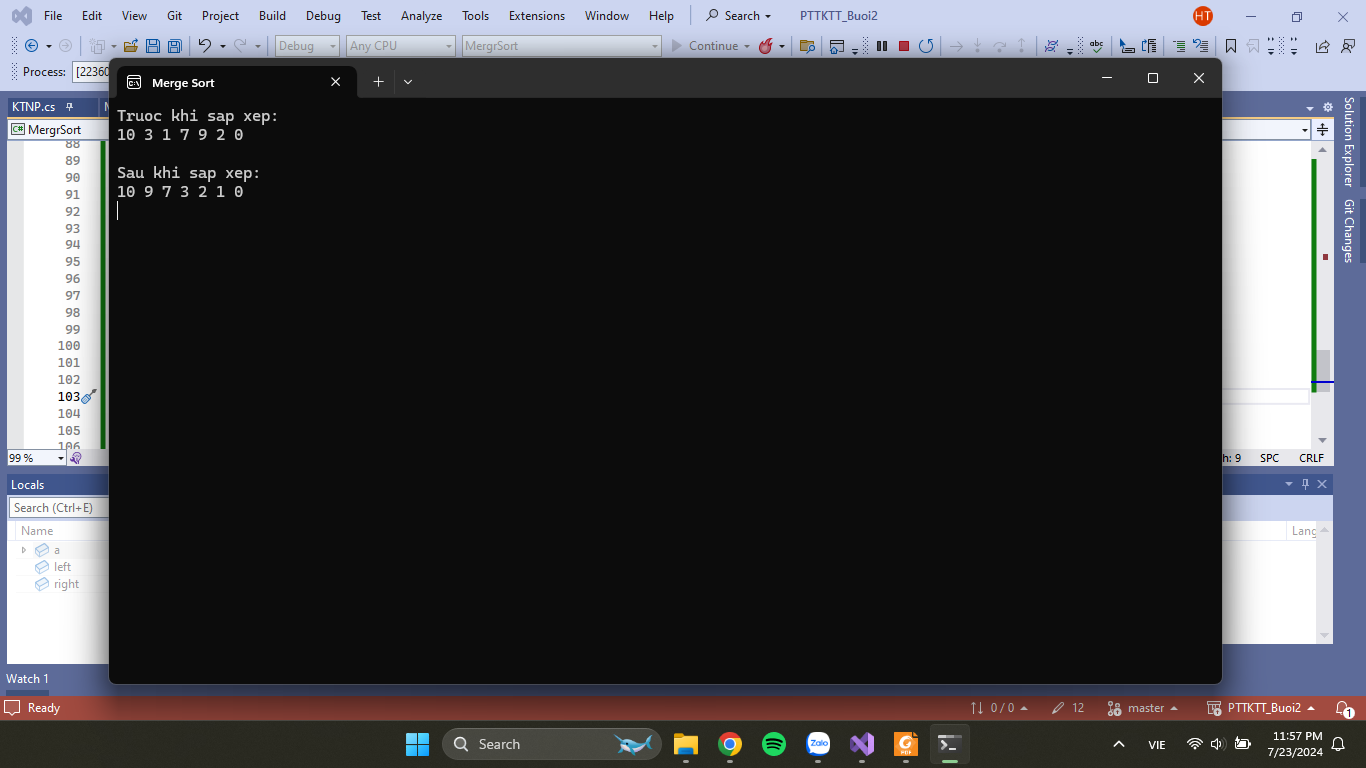 File Edit View Git Project Build Debug Test Analyze Tools Extensions Window Help Search PTTKTT_Buoi2 HT
Debug Any CPU MergrSort Continue
Process: [22360
Merge Sort
KTNP.cs
MergrSort
Truoc khi sap xep:
10 3 1 7 9 2 0
Sau khi sap xep:
10 9 7 3 2 1 0
88
89
90
91
92
93
94
95
96
97
98
99
100
101
102
103
104
105
106
99 %
h: 9 SPC CRLF
Solution Explorer
Git Changes
Locals
Search (Ctrl+E)
Name
Lang
a
left
right
Watch 1
Ready 0 / 0 12 master PTTKTT_Buoi2 1
Search
Zalo
PDF
VIE
11:57 PM
7/23/2024